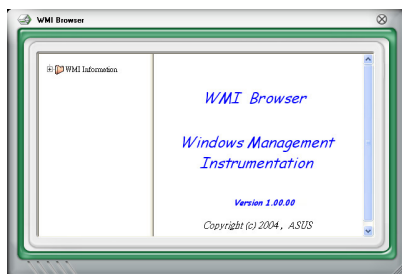 WMI Browser
WMI Information
WMI Browser
Windows Management
Instrumentation
Version 1.00.00
Copyright (c) 2004, ASUS